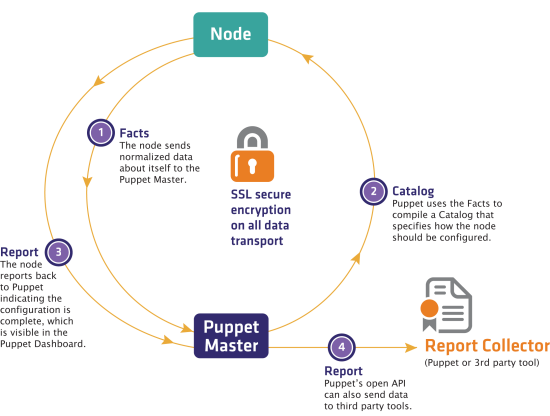 Node
1
Facts
The node sends
normalized data
about itself to the
Puppet Master.
SSL secure
encryption
on all data
transport
2
Catalog
Puppet uses the Facts to
compile a Catalog that
specifies how the node
should be configured.
Report
3
The node
reports back
to Puppet
indicating the
configuration is
complete, which
is visible in the
Puppet Dashboard.
Puppet
Master
4
Report
Puppet's open API
can also send data
to third party tools.
Report Collector
(Puppet or 3rd party tool)